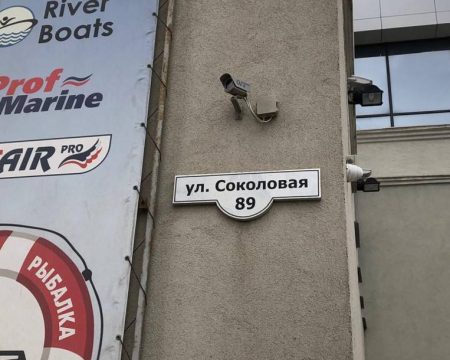 River
Boats
Prof
Marine
AIR PRO
РЫБАЛКА
ул. Соколовая
89